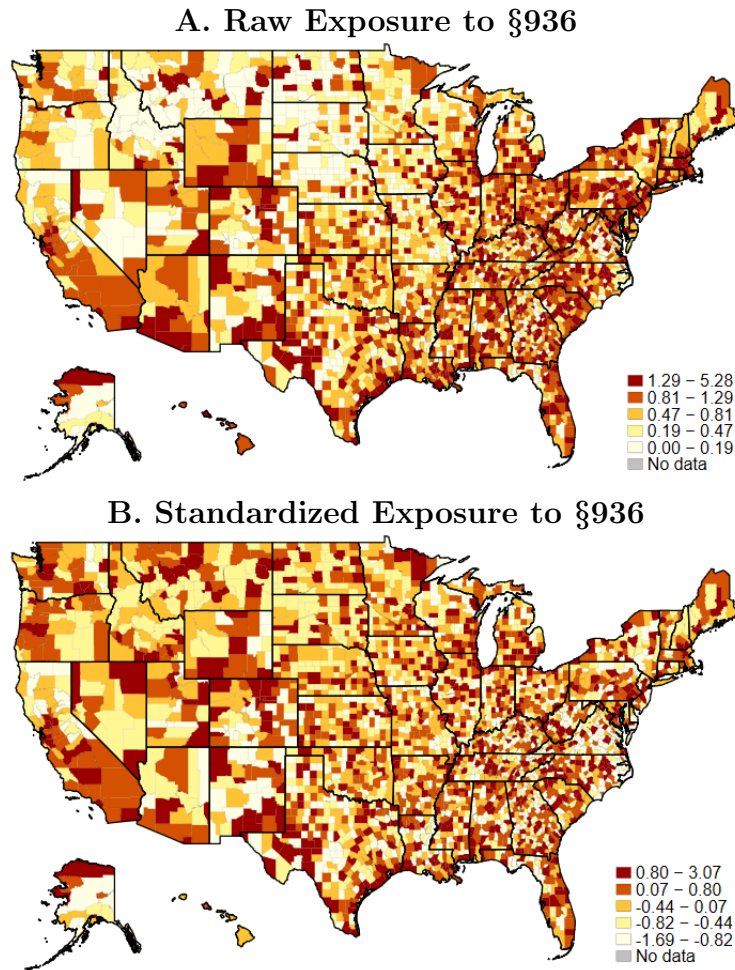 A. Raw Exposure to §936
1.29 − 5.28
0.81 − 1.29
0.47 − 0.81
0.19 − 0.47
0.00 − 0.19
No data
B. Standardized Exposure to §936
0.80 − 3.07
0.07 − 0.80
-0.44 − 0.07
-0.82 − -0.44
-1.69 − -0.82
No data